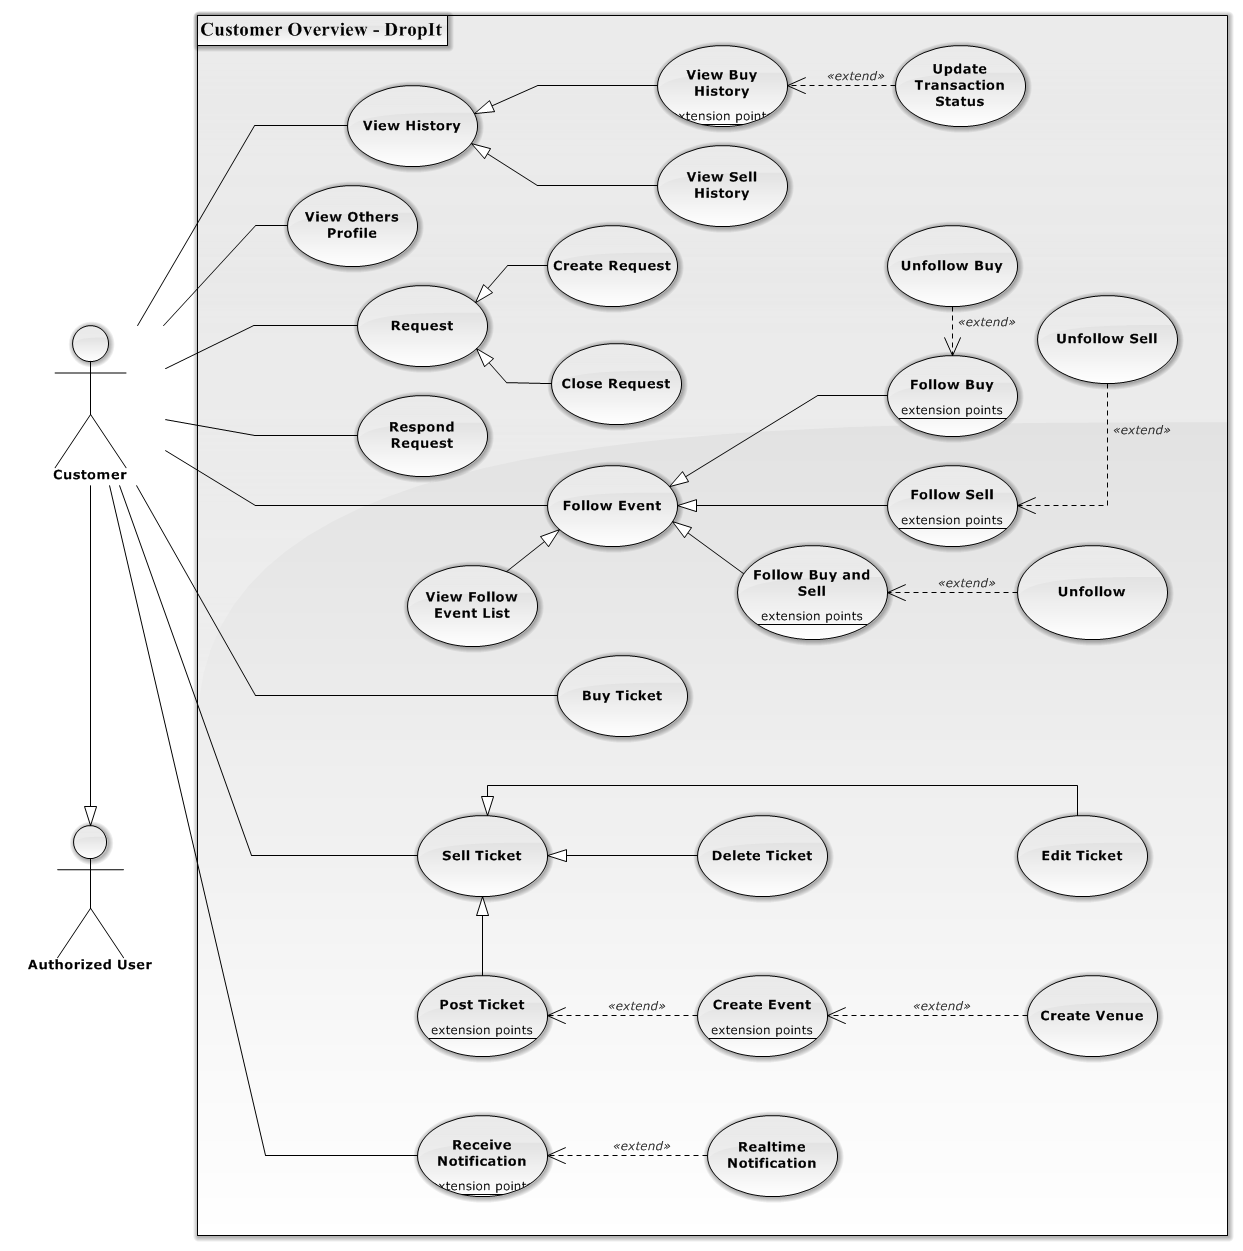 Customer Overview - DropIt
View Buy
History
extension points
«extend»
Update
Transaction
Status
View History
View Sell
History
View Others
Profile
Create Request
Unfollow Buy
Request
«extend»
Unfollow Sell
Close Request
Follow Buy
extension points
Respond
Request
«extend»
Customer
Follow Event
Follow Sell
extension points
View Follow
Event List
Follow Buy and
Sell
extension points
«extend»
Unfollow
Buy Ticket
Sell Ticket
Delete Ticket
Edit Ticket
Authorized User
Post Ticket
extension points
«extend»
Create Event
extension points
«extend»
Create Venue
Receive
Notification
extension points
«extend»
Realtime
Notification